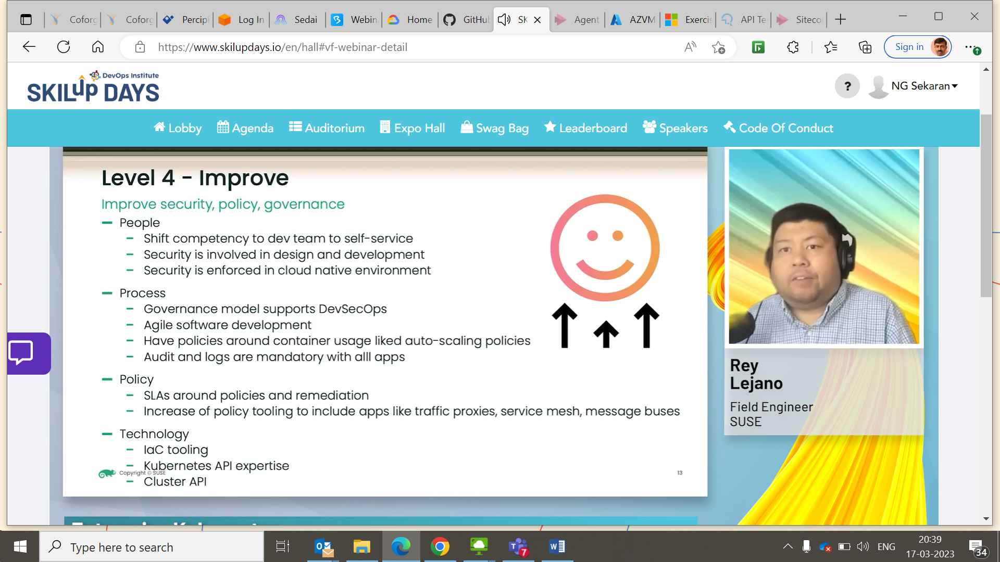 Coforg
Coforg
Percipi
Log In
Sedai
Webin
Home
GitHub
SK
Agent
AZVM
Exercis
API Te
Siteco
https://www.skilupdays.io/en/hall#vf-webinar-detail
Sign in
DevOps Institute
SKILUP DAYS
?
NG Sekaran
Lobby
Agenda
Auditorium
Expo Hall
Swag Bag
Leaderboard
Speakers
Code Of Conduct
Level 4 - Improve
Improve security, policy, governance
People
- Shift competency to dev team to self-service
- Security is involved in design and development
- Security is enforced in cloud native environment
Process
- Governance model supports DevSecOps
- Agile software development
- Have policies around container usage liked auto-scaling policies
- Audit and logs are mandatory with alll apps
Policy
- SLAs around policies and remediation
- Increase of policy tooling to include apps like traffic proxies, service mesh, message buses
Technology
- IaC tooling
- Kubernetes API expertise
- Cluster API
Copyright © SUSE
13
Rey
Lejano
Field Engineer
SUSE
Type here to search
7
ENG
20:39
17-03-2023
34